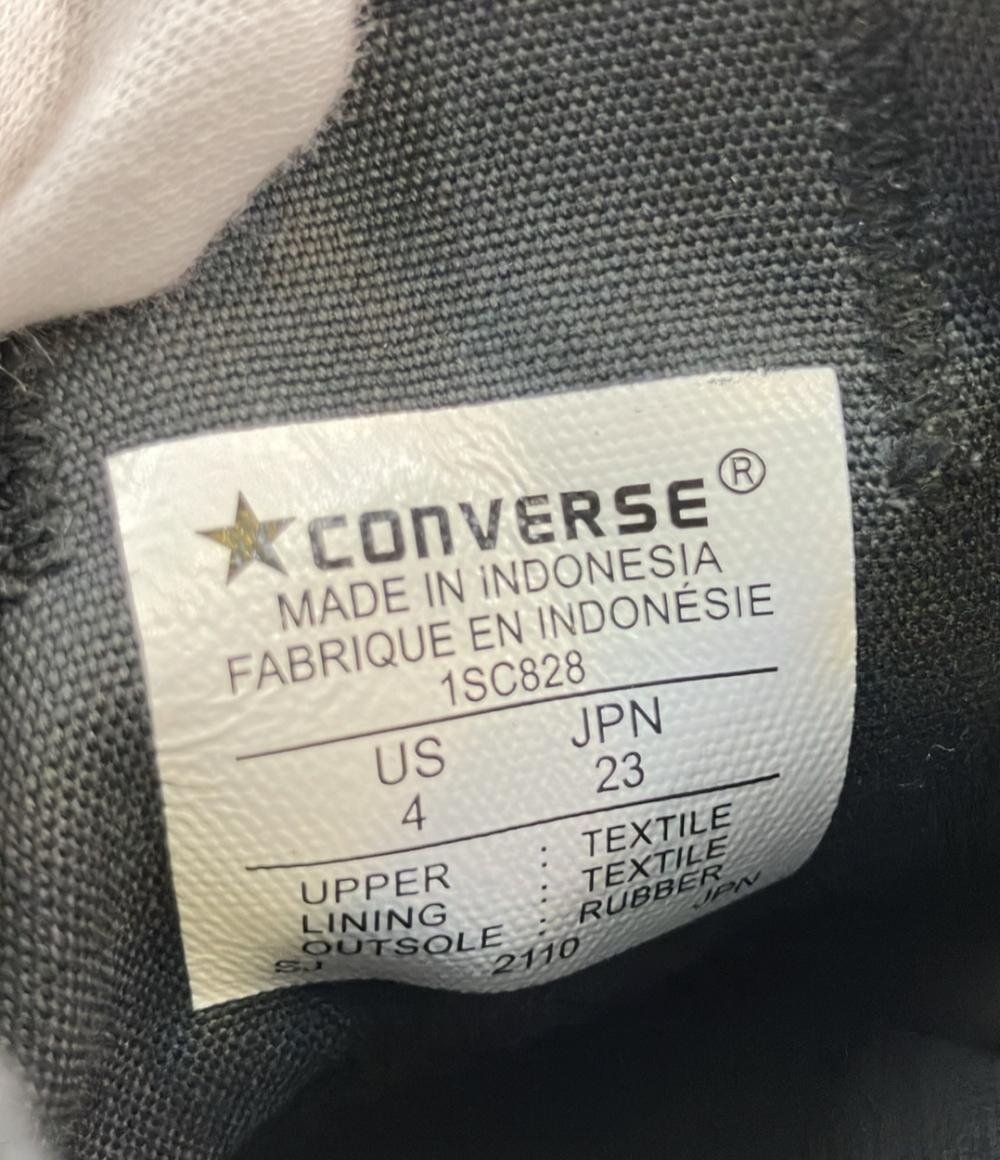 ★CONVERSE®
MADE IN INDONESIA
FABRIQUE EN INDONÉSIE
1SC828
US JPN
4 23
UPPER : TEXTILE
LINING : TEXTILE
OUTSOLE : RUBBER
SJ 2110 JPN